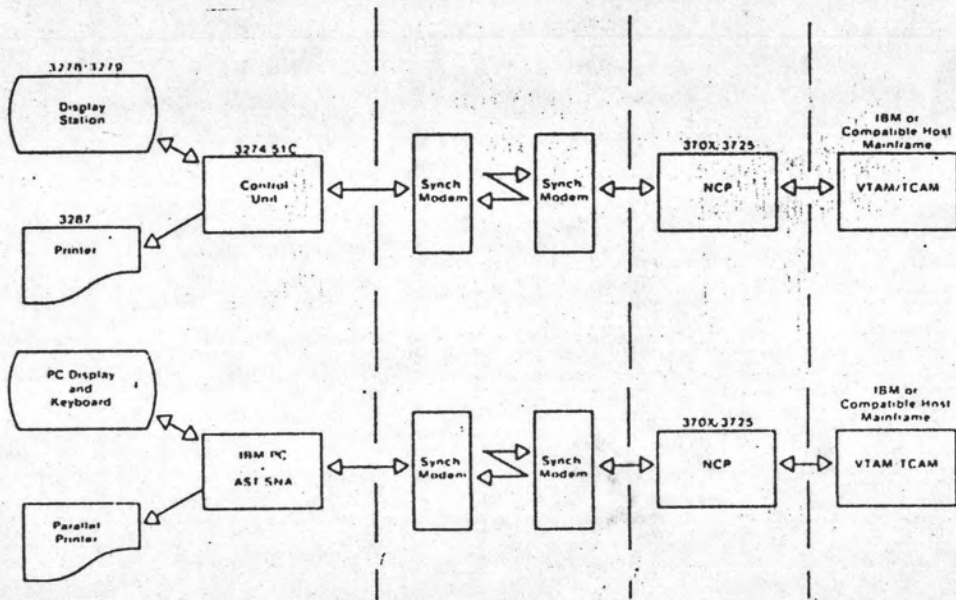 3278-3279
Display
Station
3274 51C
Control
Unit
3287
Printer
Synch
Modem
Synch
Modem
370X, 3725
NCP
IBM or
Compatible Host
Mainframe
VTAM/TCAM
PC Display
and
Keyboard
IBM PC
AST SNA
Parallel
Printer
Synch
Modem
Synch
Modem
370X, 3725
NCP
IBM or
Compatible Host
Mainframe
VTAM-TCAM